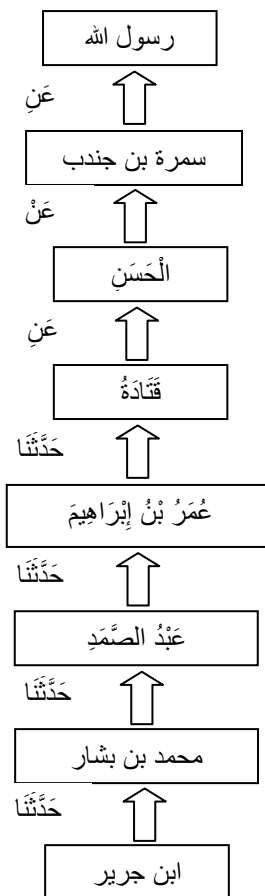 رسول الله
عَنِ
سمرة بن جندب
عَنْ
الْحَسَنِ
عَنِ
قَتَادَةُ
حَدَّثَنَا
عُمَرُ بْنُ إِبْرَاهِيمَ
حَدَّثَنَا
عَبْدُ الصَّمَدِ
حَدَّثَنَا
محمد بن بشار
حَدَّثَنَا
ابن جرير